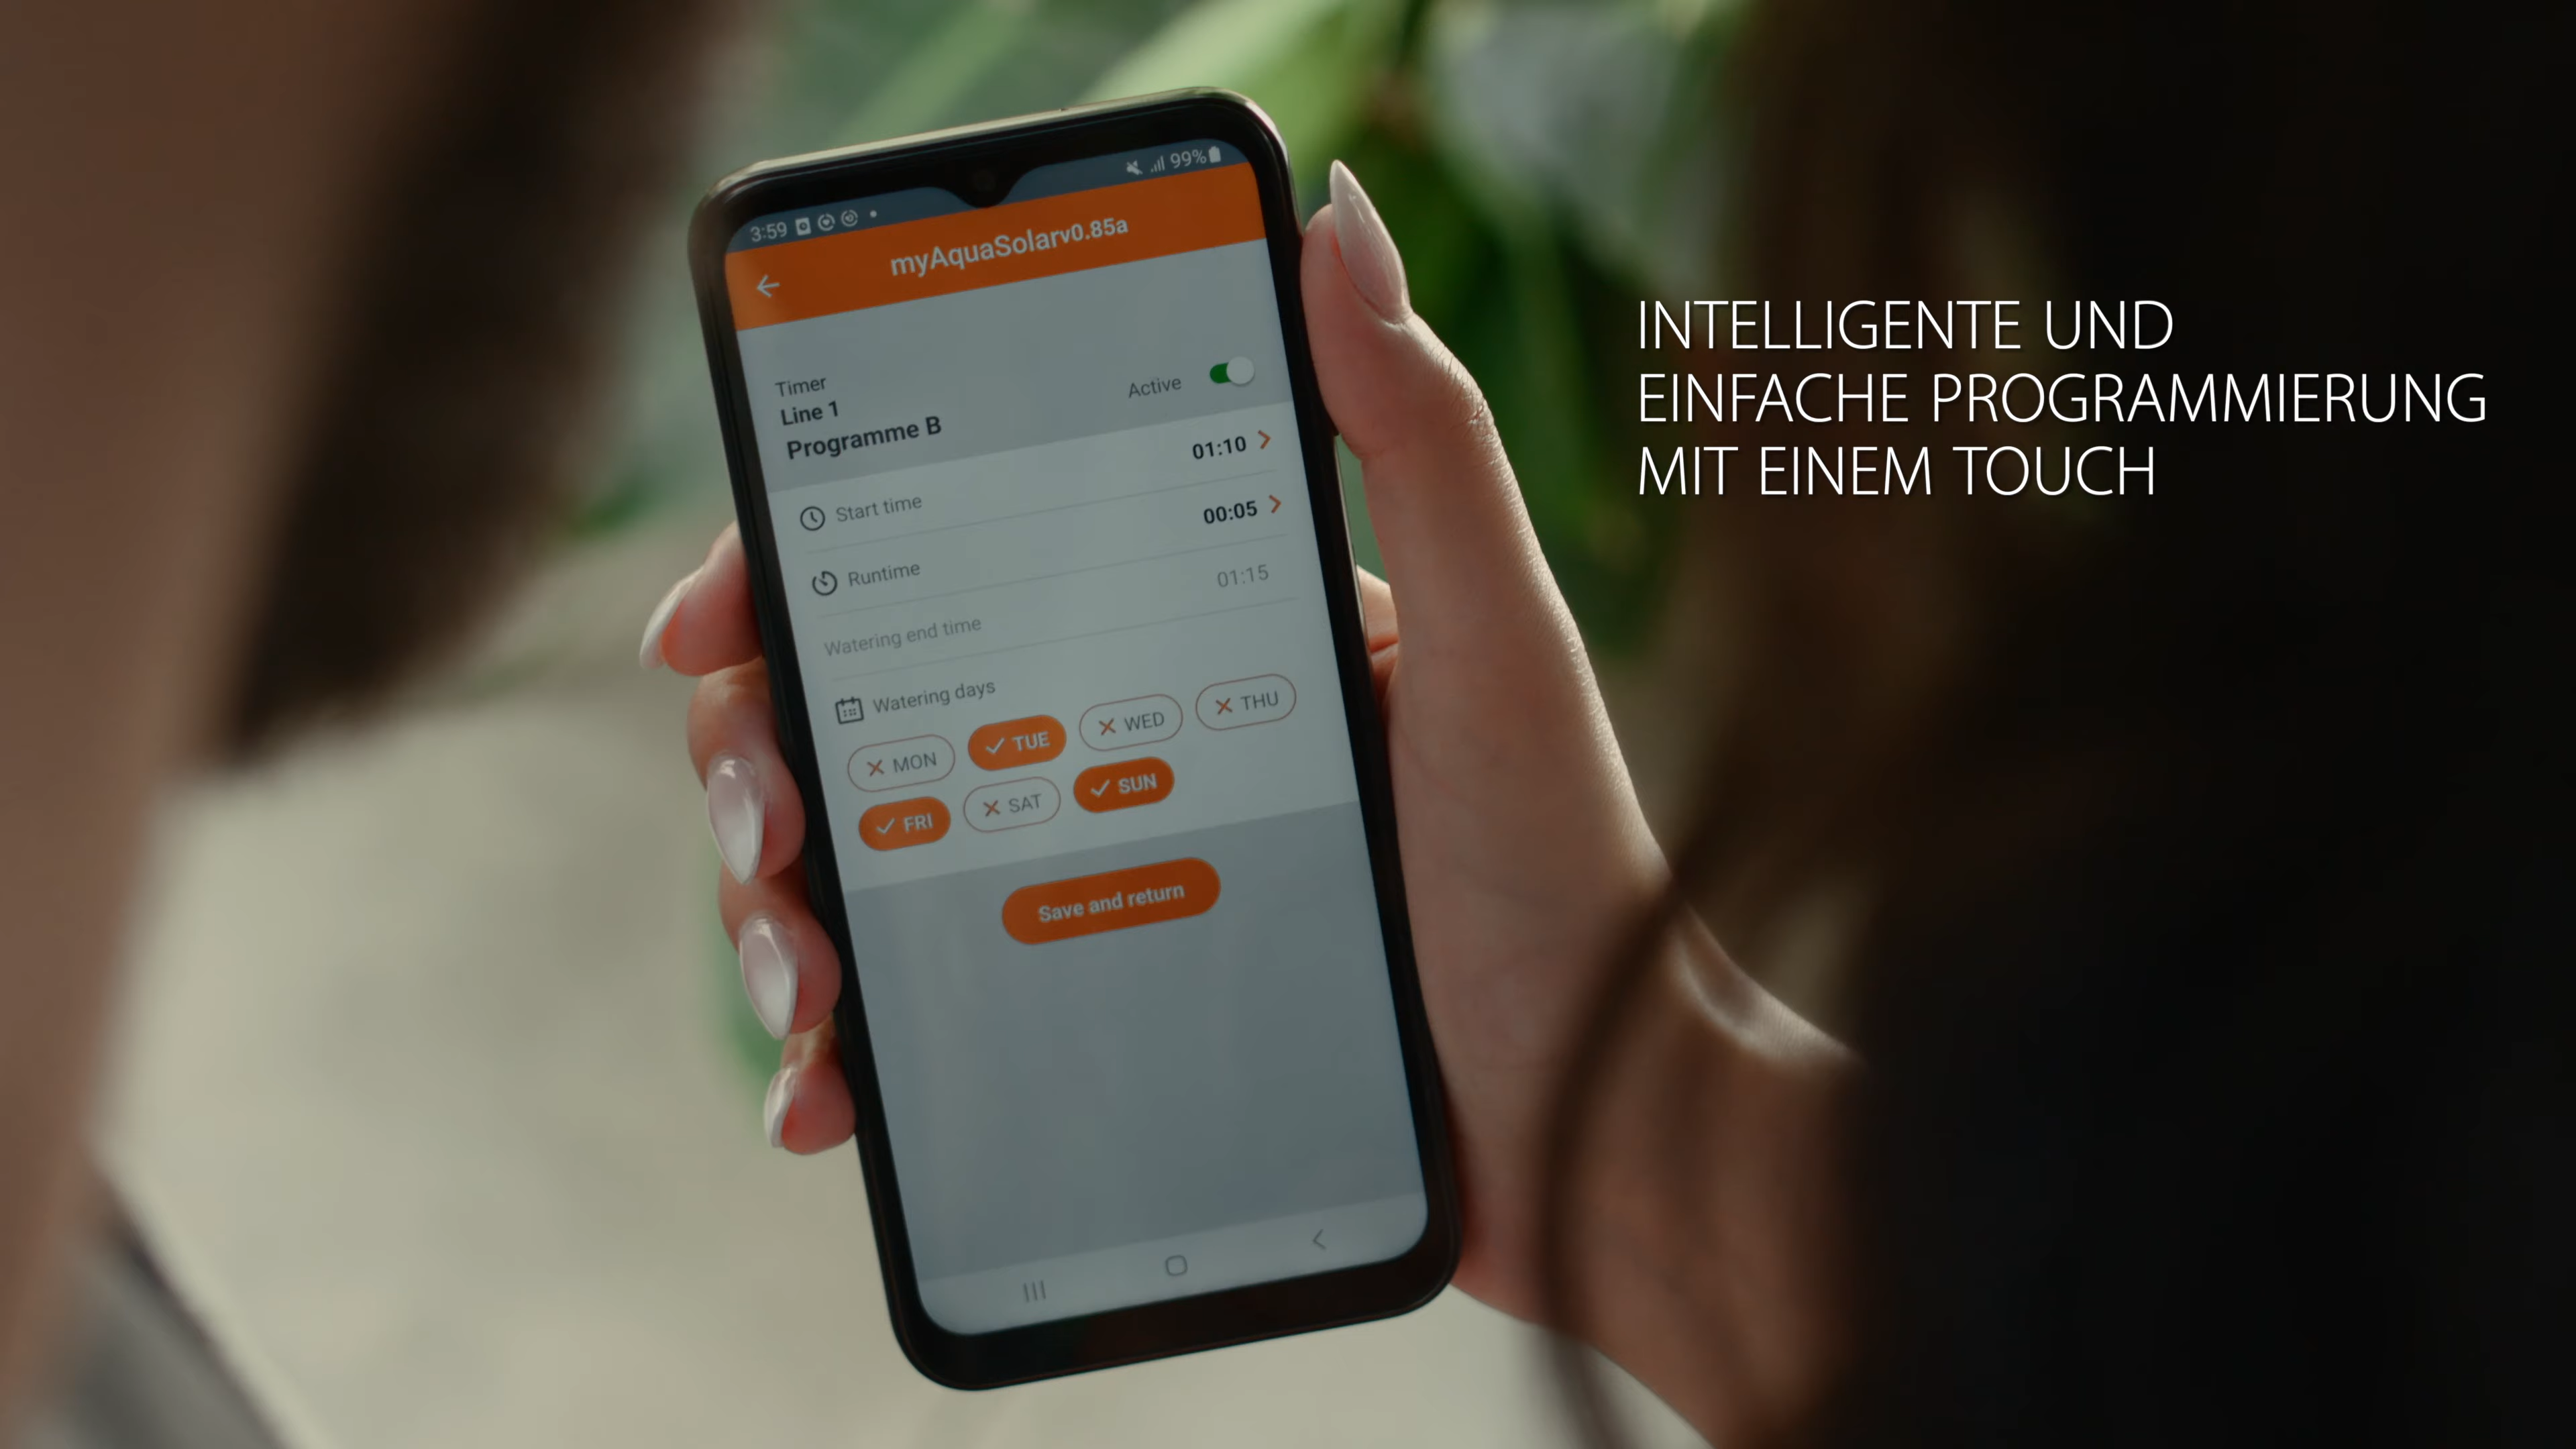 3:59 99%
myAquaSolarv0.85a
Timer
Line 1
Programme B
Active
Start time 01:10
Runtime 00:05
Watering end time 01:15
Watering days
MON TUE WED THU
FRI SAT SUN
Save and return
INTELLIGENTE UND
EINFACHE PROGRAMMIERUNG
MIT EINEM TOUCH